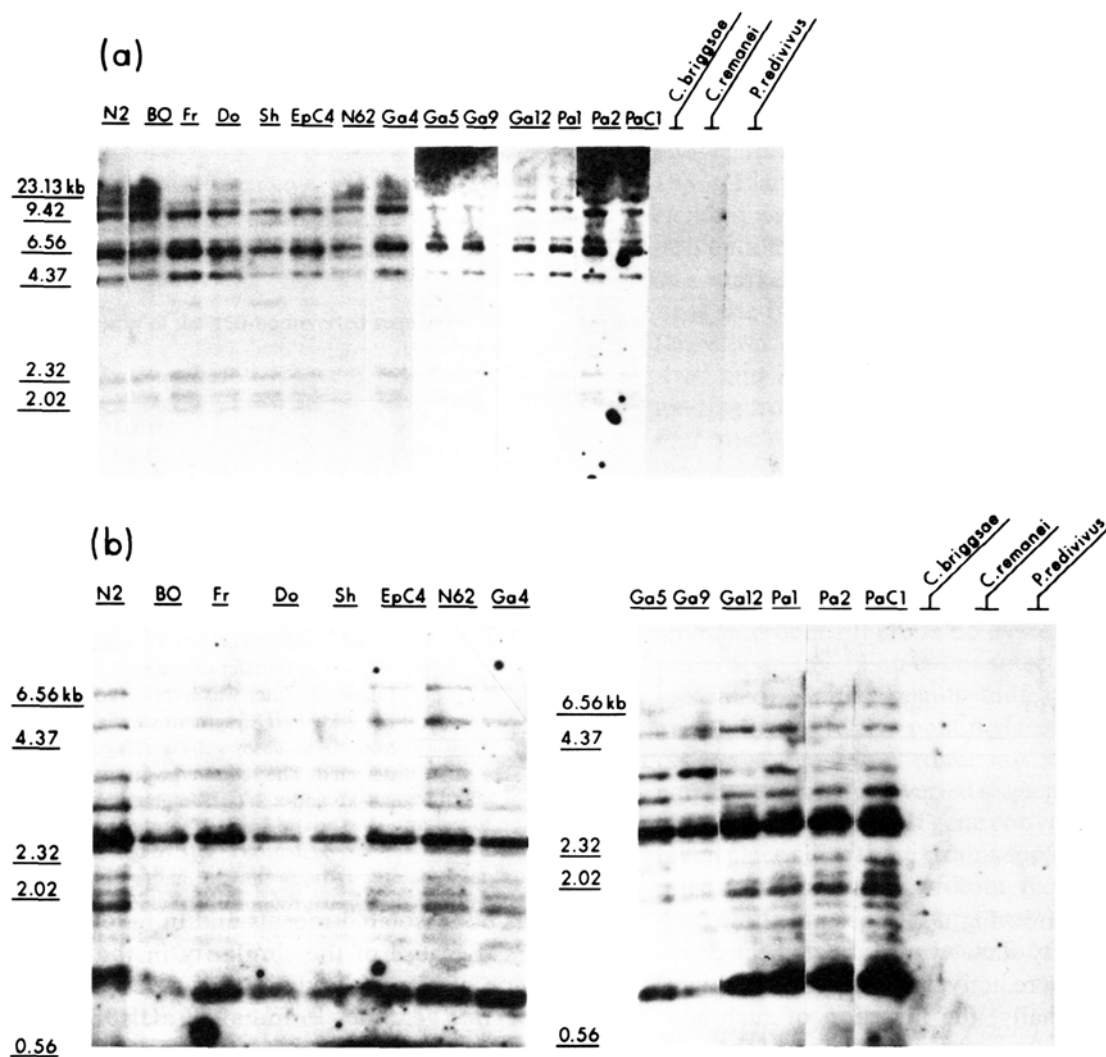 (a)
C. briggsae
C. remanei
P. redivivus
N2 BO Fr Do Sh EpC4 N62 Ga4 Ga5 Ga9 Ga12 Pa1 Pa2 PaC1
23.13 kb
9.42
6.56
4.37
2.32
2.02
(b)
C. briggsae
C. remanei
P. redivivus
N2 BO Fr Do Sh EpC4 N62 Ga4
Ga5 Ga9 Ga12 Pa1 Pa2 PaC1
6.56 kb
4.37
2.32
2.02
0.56
6.56 kb
4.37
2.32
2.02
0.56